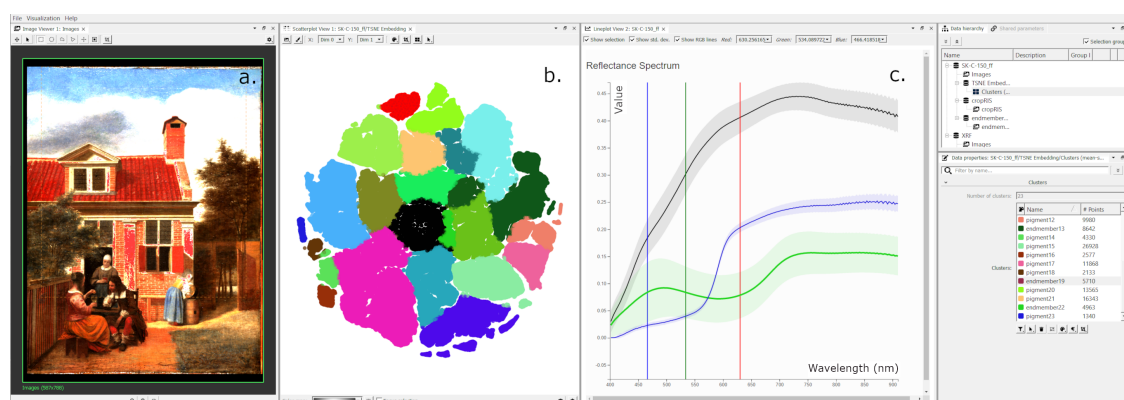 File Visualization Help
Image Viewer 1: Images ×
a.
Images (587x788)
Scatterplot View 2: SK-C-150_ff/TSNE Embedding ×
X: Dim 0 Y: Dim 1
b.
Lineplot View 2: SK-C-150_ff ×
Show selection Show std. dev. Show RGB lines Red: 630.256165 Green: 534.089722 Blue: 466.418518
Reflectance Spectrum
c.
Value
0.45
0.40
0.35
0.30
0.25
0.20
0.15
0.10
0.05
0.00
-0.05
400 450 500 550 600 650 700 750 800 850 900
Wavelength (nm)
Data hierarchy Shared parameters
Selection group
Name Description Group I
SK-C-150_ff
Images
TSNE Embed...
Clusters (...
cropRIS
cropRIS
endmember...
endmem...
XRF
Images
Data properties: SK-C-150_ff/TSNE Embedding/Clusters (mean-s...
Filter by name...
Clusters
Number of clusters: 33
Clusters:
Name # Points
pigment12 9980
endmember13 8642
pigment14 4330
pigment15 26928
pigment16 2577
pigment17 11868
pigment18 2133
endmember19 5710
pigment20 13565
pigment21 16343
endmember22 4963
pigment23 1340